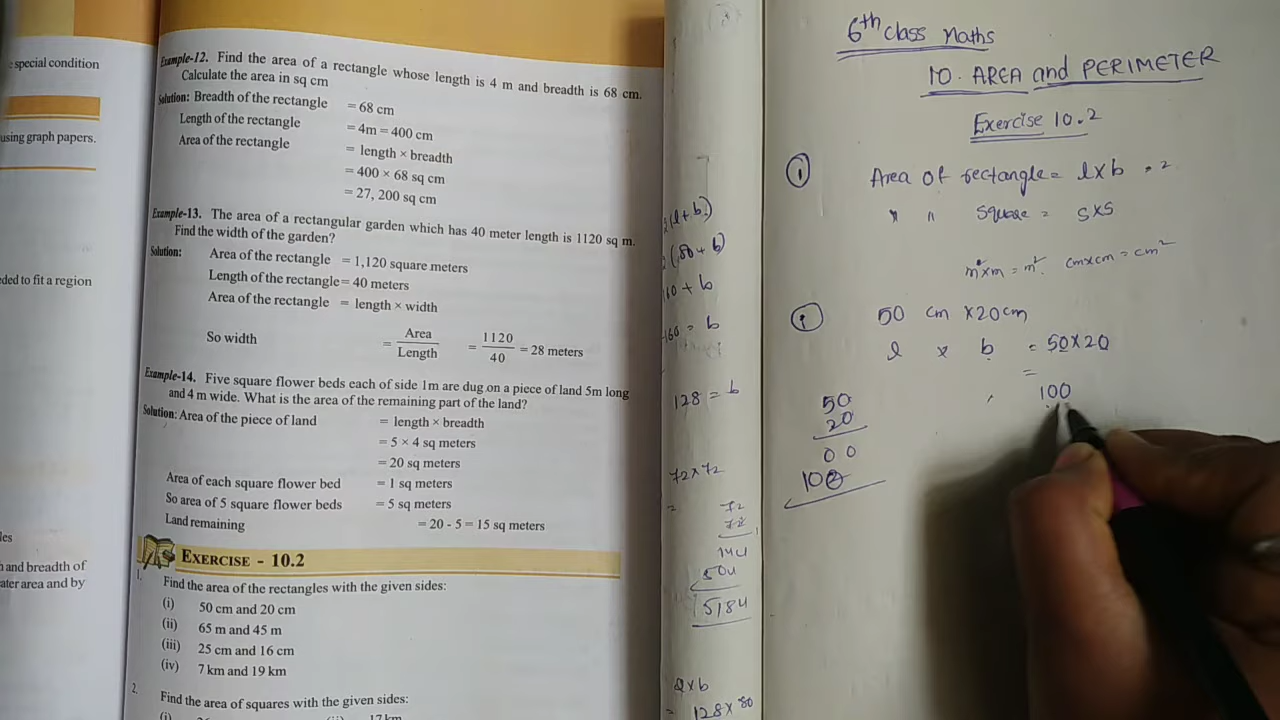 special condition
using graph papers.
ded to fit a region
les
n and breadth of
ater area and by
Example-12. Find the area of a rectangle whose length is 4 m and breadth is 68 cm.
Calculate the area in sq cm
Solution: Breadth of the rectangle = 68 cm
Length of the rectangle = 4m = 400 cm
Area of the rectangle = length × breadth
= 400 × 68 sq cm
= 27, 200 sq cm
Example-13. The area of a rectangular garden which has 40 meter length is 1120 sq m.
Find the width of the garden?
Solution: Area of the rectangle = 1,120 square meters
Length of the rectangle = 40 meters
Area of the rectangle = length × width
So width = Area / Length = 1120 / 40 = 28 meters
Example-14. Five square flower beds each of side 1m are dug on a piece of land 5m long
and 4 m wide. What is the area of the remaining part of the land?
Solution: Area of the piece of land = length × breadth
= 5 × 4 sq meters
= 20 sq meters
Area of each square flower bed = 1 sq meters
So area of 5 square flower beds = 5 sq meters
Land remaining = 20 - 5 = 15 sq meters
EXERCISE - 10.2
1. Find the area of the rectangles with the given sides:
(i) 50 cm and 20 cm
(ii) 65 m and 45 m
(iii) 25 cm and 16 cm
(iv) 7 km and 19 km
2. Find the area of squares with the given sides:
(l + b)
(80 + b)
160 + b
160 = b
128 = b
72 × 72
=
72
72
144
504
5184
l × b
= 128 × 80
6th class Maths
10. AREA and PERIMETER
Exercise 10.2
① Area of rectangle = l × b
" " square = s × s
m × m = m². cm × cm = cm²
50 cm × 20 cm
l × b = 50 × 20
=
100
50
20
00
100